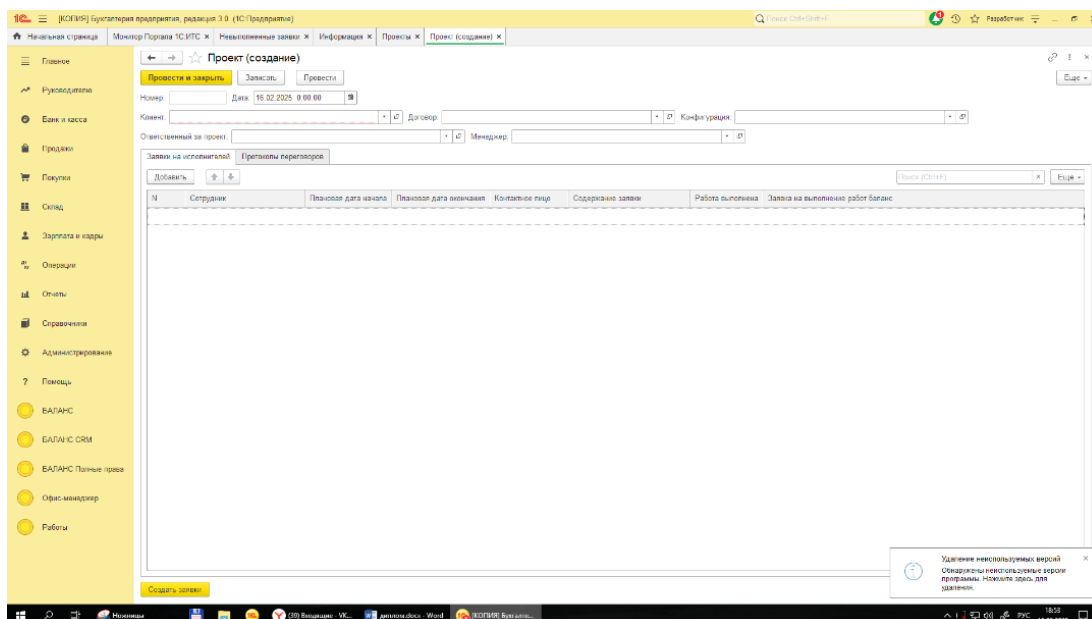 [КОПИЯ] Бухгалтерия предприятия, редакция 3.0 (1С:Предприятие)
Поиск Ctrl+Shift+F
Разработчик
Начальная страница
Монитор Портала 1С:ИТС
Невыполненные заявки
Информация
Проекты
Проект (создание)
Главное
Руководителю
Банк и касса
Продажи
Покупки
Склад
Зарплата и кадры
Операции
Отчеты
Справочники
Администрирование
Помощь
БАЛАНС
БАЛАНС CRM
БАЛАНС Полные права
Офис-менеджер
Работы
Проект (создание)
Провести и закрыть Записать Провести Еще
Номер: Дата: 16.02.2025 0:00:00
Клиент: Договор: Конфигурация:
Ответственный за проект: Менеджер:
Заявки на исполнителей Протоколы переговоров
Добавить Поиск (Ctrl+F) Еще
N Сотрудник Плановая дата начала Плановая дата окончания Контактное лицо Содержание заявки Работа выполнена Заявка на выполнение работ баланс
Создать заявки
Удаление неиспользуемых версий
Обнаружены неиспользуемые версии
программы. Нажмите здесь для
удаления.
Ножницы
(39) Входящие - VK...
диплом.docx - Word
[КОПИЯ] Бухгалте...
РУС
18:53